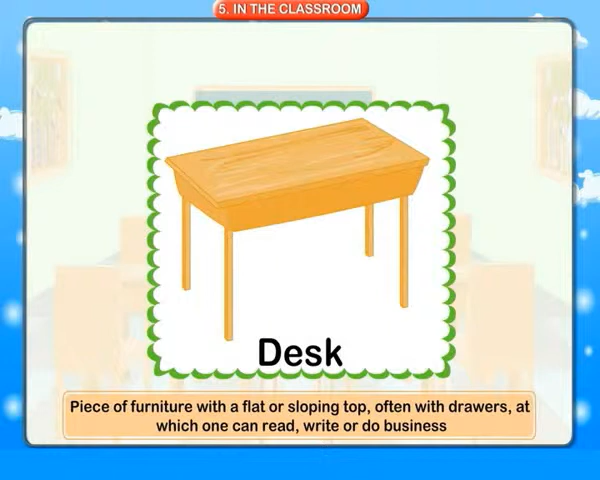 5. IN THE CLASSROOM
Desk
Piece of furniture with a flat or sloping top, often with drawers, at
which one can read, write or do business